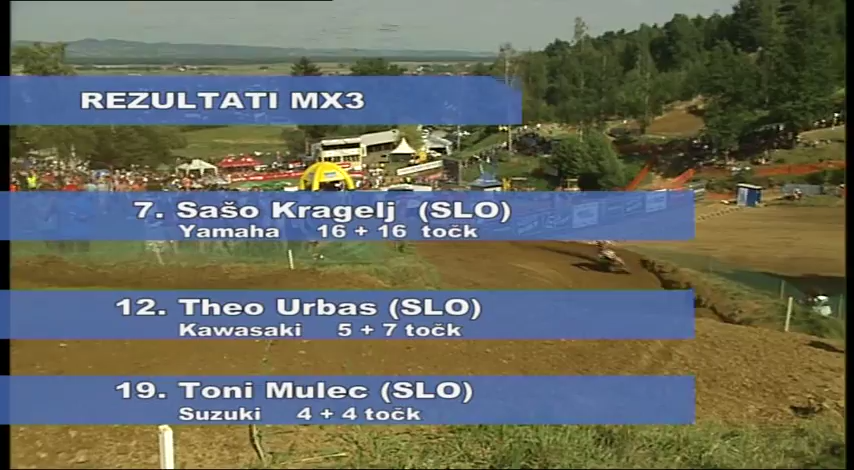 REZULTATI MX3
7. Sašo Kragelj (SLO)
Yamaha 16 + 16 točk
12. Theo Urbas (SLO)
Kawasaki 5 + 7 točk
19. Toni Mulec (SLO)
Suzuki 4 + 4 točk